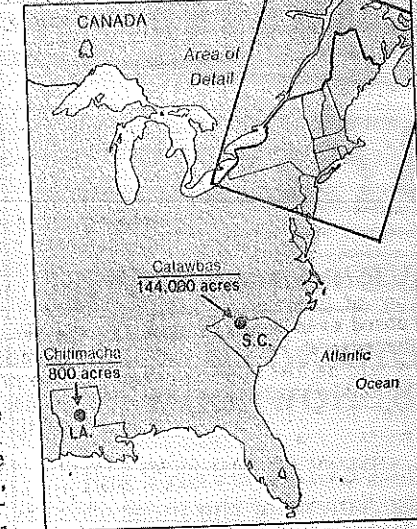 CANADA
Area of
Detail
Catawbas
144,000 acres
S.C.
Chitimacha
800 acres
LA.
Atlantic
Ocean